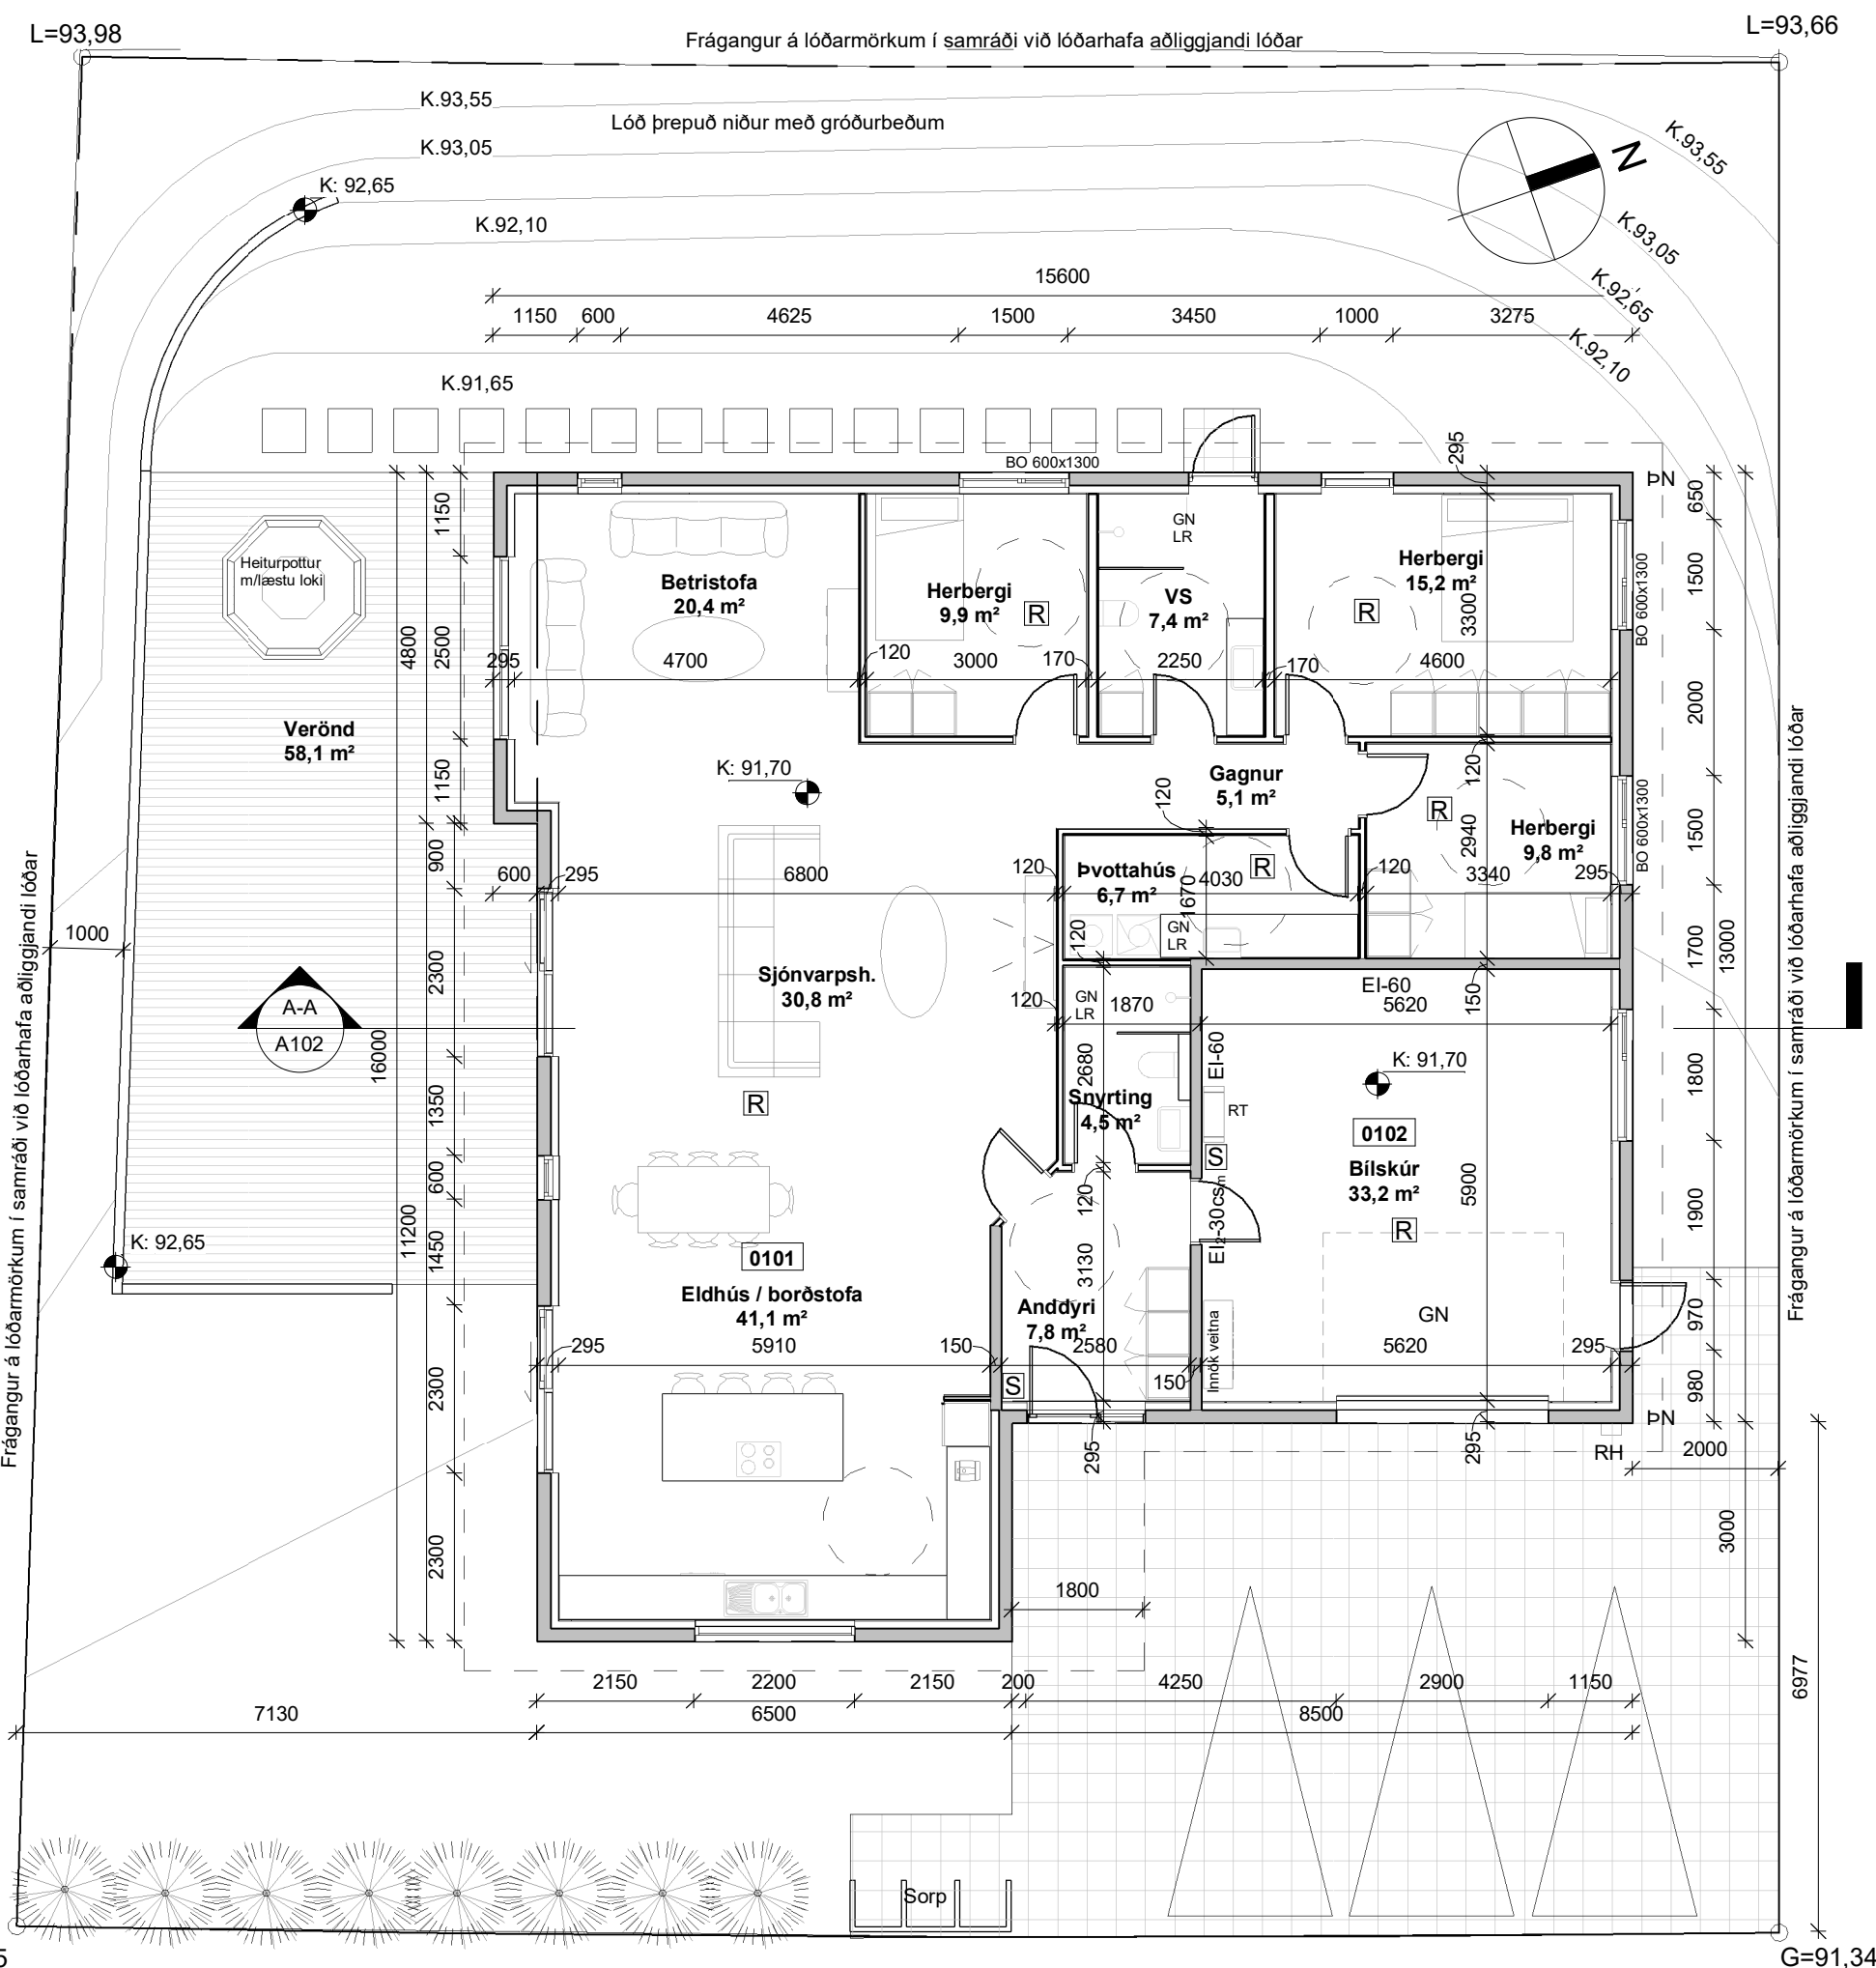 L=93,98
L=93,66
Frágangur á lóðarmörkum í samráði við lóðarhafa aðliggjandi lóðar
K.93,55
Lóð þrepuð niður með gróðurbeðum
K.93,05
K: 92,65
K.92,10
N
K.93,55
K.93,05
K.92,65
K.92,10
15600
1150 600 4625 1500 3450 1000 3275
K.91,65
BO 600x1300
295
ÞN
650
1150
GN
LR
Heiturpottur
m/læstu loki
Betristofa
20,4 m²
Herbergi
9,9 m²
R
VS
7,4 m²
Herbergi
15,2 m²
R
3300
1500
BO 600x1300
4800
2500
295
4700
120
3000
170
2250
170
4600
2000
Verönd
58,1 m²
1150
K: 91,70
Gagnur
5,1 m²
120
120
R
Herbergi
9,8 m²
2940
1500
BO 600x1300
Frágangur á lóðarmörkum í samráði við lóðarhafa aðliggjandi lóðar
900
600
295
6800
120
Þvottahús
6,7 m²
R
4030
1670
120
3340
295
GN
LR
120
1700
13000
1000
Frágangur á lóðarmörkum í samráði við lóðarhafa aðliggjandi lóðar
2300
Sjónvarpsh.
30,8 m²
120
GN
LR
1870
EI-60
5620
150
A-A
A102
16000
2680
EI-60
K: 91,70
1800
1350
R
Snyrting
4,5 m²
RT
0102
S
Bílskúr
33,2 m²
5900
600
120
EI₂-30csm
1900
R
K: 92,65
11200
1450
0101
3130
Eldhús / borðstofa
41,1 m²
Anddyri
7,8 m²
GN
970
295
5910
150
2580
150
Inntök veitna
5620
295
S
980
2300
ÞN
295
295
RH
2000
2300
3000
1800
2150 2200 2150 200 4250 2900 1150
6977
7130 6500 8500
Sorp
5
G=91,34